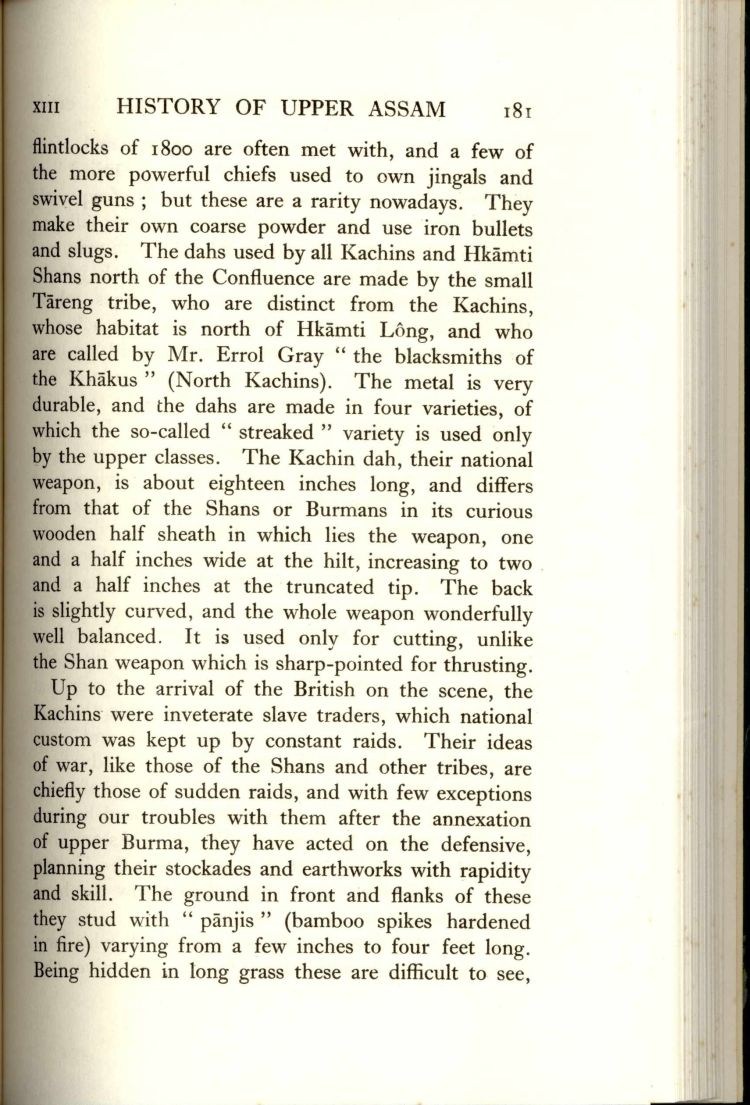 XIII HISTORY OF UPPER ASSAM 181
flintlocks of 1800 are often met with, and a few of
the more powerful chiefs used to own jingals and
swivel guns ; but these are a rarity nowadays. They
make their own coarse powder and use iron bullets
and slugs. The dahs used by all Kachins and Hkāmti
Shans north of the Confluence are made by the small
Tāreng tribe, who are distinct from the Kachins,
whose habitat is north of Hkāmti Lông, and who
are called by Mr. Errol Gray “ the blacksmiths of
the Khākus ” (North Kachins). The metal is very
durable, and the dahs are made in four varieties, of
which the so-called “ streaked ” variety is used only
by the upper classes. The Kachin dah, their national
weapon, is about eighteen inches long, and differs
from that of the Shans or Burmans in its curious
wooden half sheath in which lies the weapon, one
and a half inches wide at the hilt, increasing to two
and a half inches at the truncated tip. The back
is slightly curved, and the whole weapon wonderfully
well balanced. It is used only for cutting, unlike
the Shan weapon which is sharp-pointed for thrusting.
Up to the arrival of the British on the scene, the
Kachins were inveterate slave traders, which national
custom was kept up by constant raids. Their ideas
of war, like those of the Shans and other tribes, are
chiefly those of sudden raids, and with few exceptions
during our troubles with them after the annexation
of upper Burma, they have acted on the defensive,
planning their stockades and earthworks with rapidity
and skill. The ground in front and flanks of these
they stud with “ pānjis ” (bamboo spikes hardened
in fire) varying from a few inches to four feet long.
Being hidden in long grass these are difficult to see,